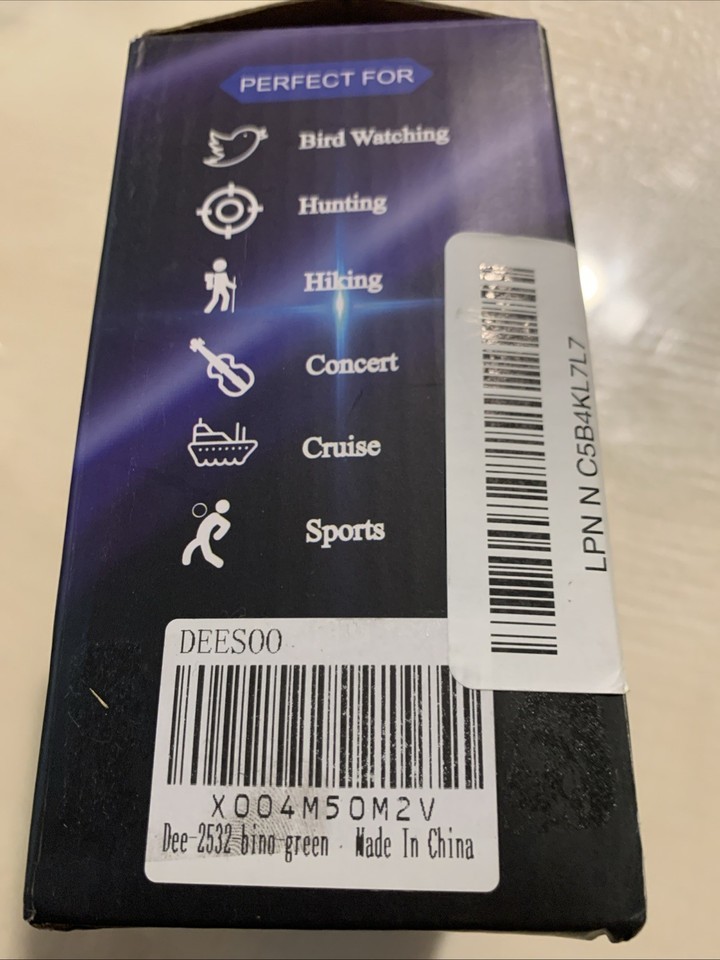 PERFECT FOR
Bird Watching
Hunting
Hiking
Concert
Cruise
Sports
LPN N C5B4KL7L7
DEESOO
X004M50M2V
Dee-2532 bino green · Made In China